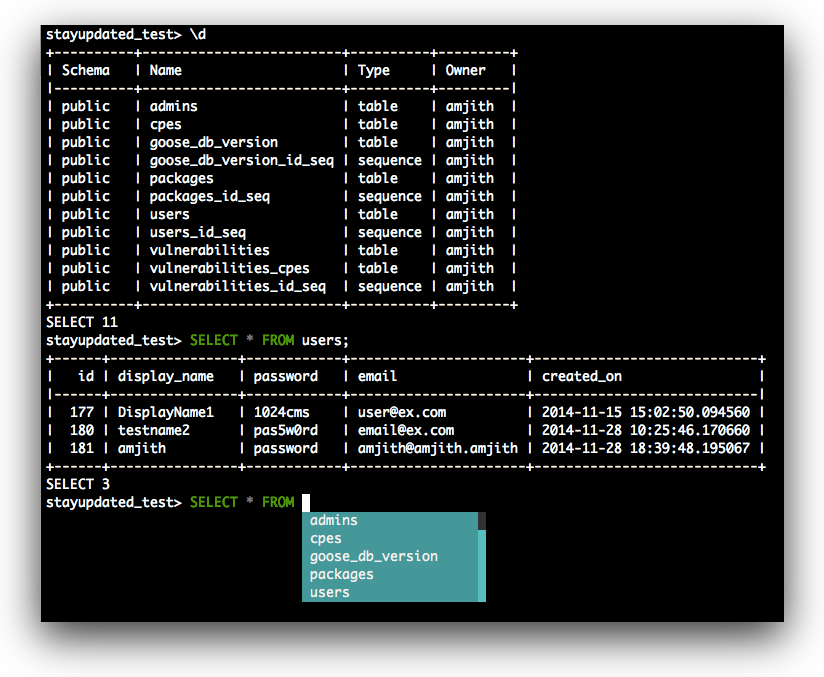 stayupdated_test> \d
+----------+-------------------------+----------+---------+
| Schema   | Name                    | Type     | Owner   |
|----------+-------------------------+----------+---------|
| public   | admins                  | table    | amjith  |
| public   | cpes                    | table    | amjith  |
| public   | goose_db_version        | table    | amjith  |
| public   | goose_db_version_id_seq | sequence | amjith  |
| public   | packages                | table    | amjith  |
| public   | packages_id_seq         | sequence | amjith  |
| public   | users                   | table    | amjith  |
| public   | users_id_seq            | sequence | amjith  |
| public   | vulnerabilities         | table    | amjith  |
| public   | vulnerabilities_cpes    | table    | amjith  |
| public   | vulnerabilities_id_seq  | sequence | amjith  |
+----------+-------------------------+----------+---------+
SELECT 11
stayupdated_test> SELECT * FROM users;
+------+----------------+------------+----------------------+----------------------------+
|   id | display_name   | password   | email                | created_on                 |
|------+----------------+------------+----------------------+----------------------------|
|  177 | DisplayName1   | 1024cms    | user@ex.com          | 2014-11-15 15:02:50.094560 |
|  180 | testname2      | pas5w0rd   | email@ex.com         | 2014-11-28 10:25:46.170660 |
|  181 | amjith         | password   | amjith@amjith.amjith | 2014-11-28 18:39:48.195067 |
+------+----------------+------------+----------------------+----------------------------+
SELECT 3
stayupdated_test> SELECT * FROM
admins
cpes
goose_db_version
packages
users